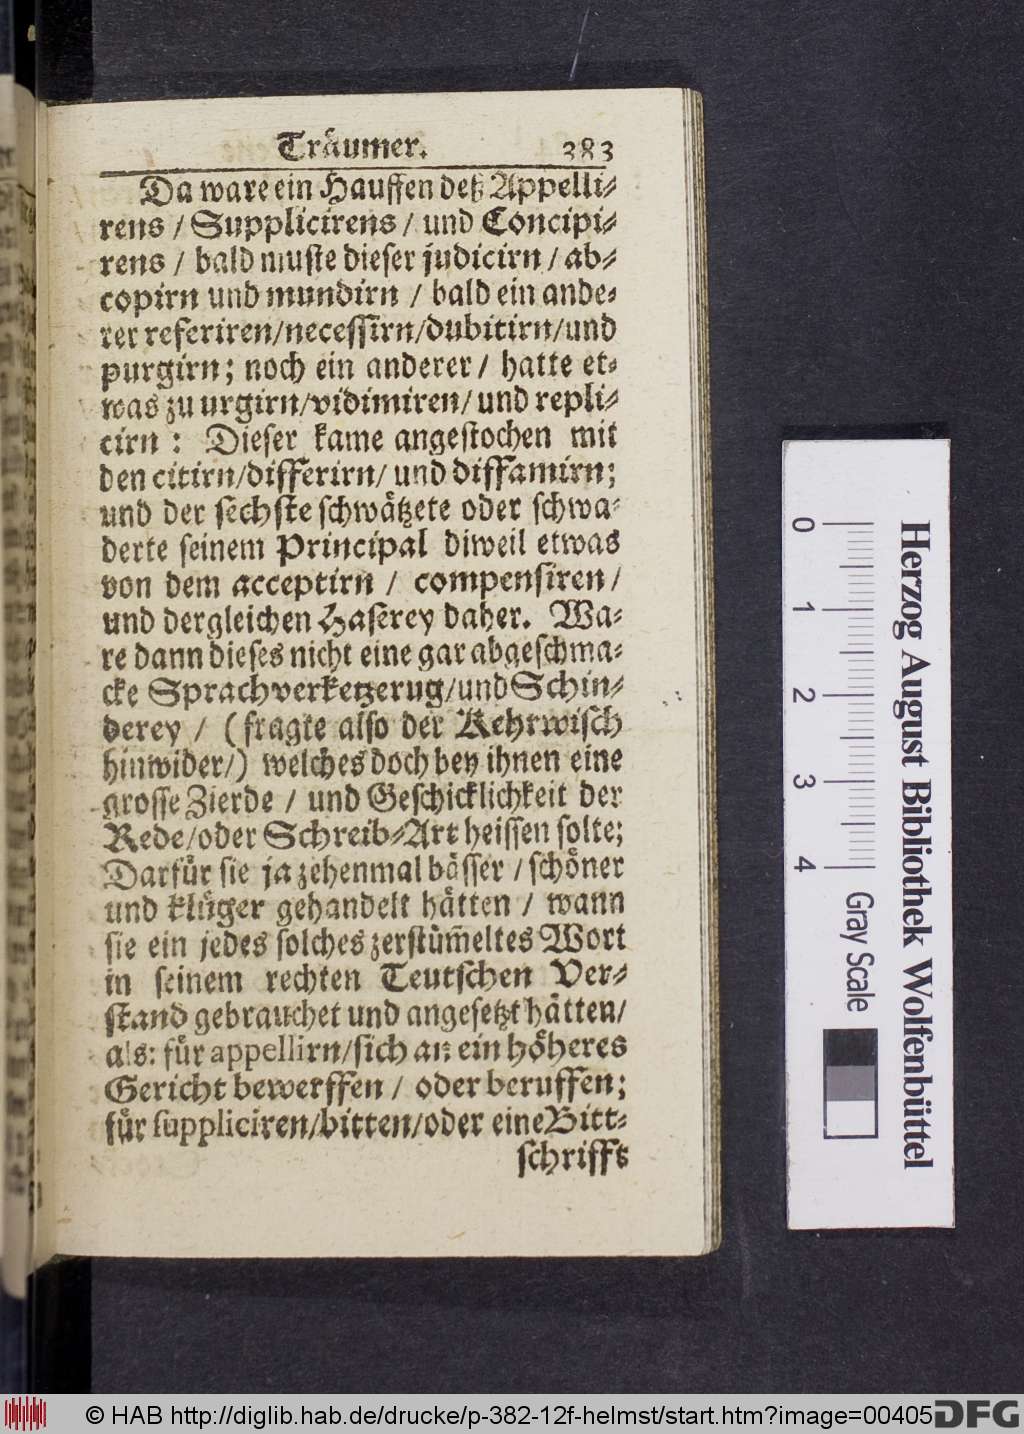 Träumer. 383
Da ware ein Hauffen deß Appelli-
rens / Supplicirens / und Concipi-
rens / bald muste dieser judicirn / ab-
copirn und mundirn / bald ein ande-
rer referiren/necessirn/dubitirn/und
purgirn; noch ein anderer / hatte et-
was zu urgirn/vidimiren/ und repli-
cirn : Dieser kame angestochen mit
den citirn/differirn/ und diffamirn;
und der sechste schwätzete oder schwa-
derte seinem Principal diweil etwas
von dem acceptirn / compensiren /
und dergleichen Haserey daher. Wa-
re dann dieses nicht eine gar abgeschma-
cke Sprachverketzerug/und Schin-
derey / (fragte also der Kehrwisch
hinwider/) welches doch bey ihnen eine
grosse Zierde / und Geschicklichkeit der
Rede/oder Schreib-Art heissen solte;
Darfür sie ja zehenmal bässer / schöner
und klüger gehandelt hätten / wann
sie ein jedes solches zerstüm̃eltes Wort
in seinem rechten Teutschen Ver-
stand gebrauchet und angesetzt hätten/
als: für appellirn/sich an ein höheres
Gericht bewerffen / oder beruffen;
für suppliciren/bitten/oder eine Bitt-
schrifft
0 1 2 3 4
Gray Scale
Herzog August Bibliothek Wolfenbüttel
© HAB http://diglib.hab.de/drucke/p-382-12f-helmst/start.htm?image=00405
DFG